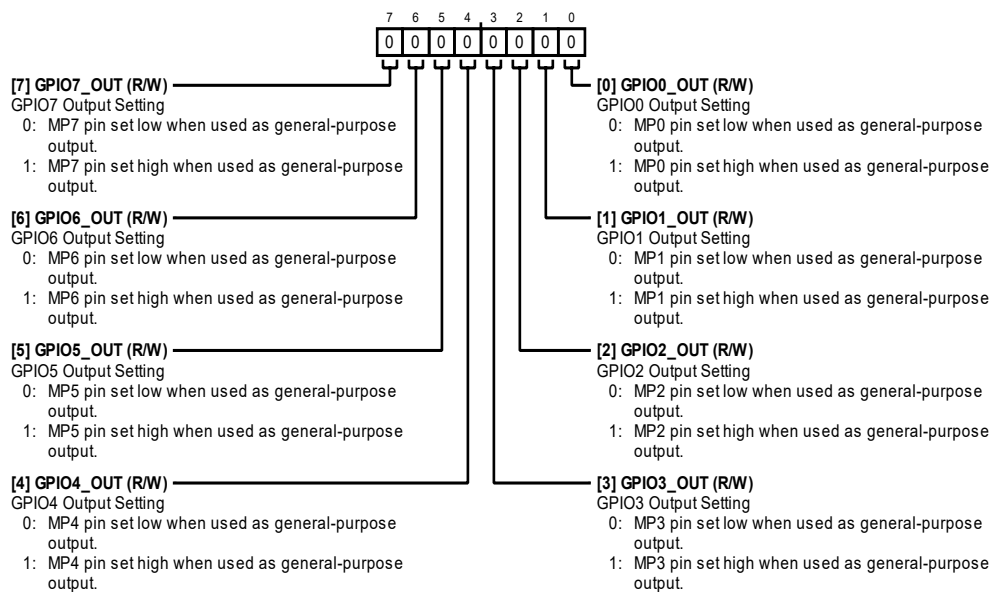 7 6 5 4 3 2 1 0
0 0 0 0 0 0 0 0
[7] GPIO7_OUT (R/W)
GPIO7 Output Setting
0: MP7 pin set low when used as general-purpose
output.
1: MP7 pin set high when used as general-purpose
output.
[6] GPIO6_OUT (R/W)
GPIO6 Output Setting
0: MP6 pin set low when used as general-purpose
output.
1: MP6 pin set high when used as general-purpose
output.
[5] GPIO5_OUT (R/W)
GPIO5 Output Setting
0: MP5 pin set low when used as general-purpose
output.
1: MP5 pin set high when used as general-purpose
output.
[4] GPIO4_OUT (R/W)
GPIO4 Output Setting
0: MP4 pin set low when used as general-purpose
output.
1: MP4 pin set high when used as general-purpose
output.
[0] GPIO0_OUT (R/W)
GPIO0 Output Setting
0: MP0 pin set low when used as general-purpose
output.
1: MP0 pin set high when used as general-purpose
output.
[1] GPIO1_OUT (R/W)
GPIO1 Output Setting
0: MP1 pin set low when used as general-purpose
output.
1: MP1 pin set high when used as general-purpose
output.
[2] GPIO2_OUT (R/W)
GPIO2 Output Setting
0: MP2 pin set low when used as general-purpose
output.
1: MP2 pin set high when used as general-purpose
output.
[3] GPIO3_OUT (R/W)
GPIO3 Output Setting
0: MP3 pin set low when used as general-purpose
output.
1: MP3 pin set high when used as general-purpose
output.